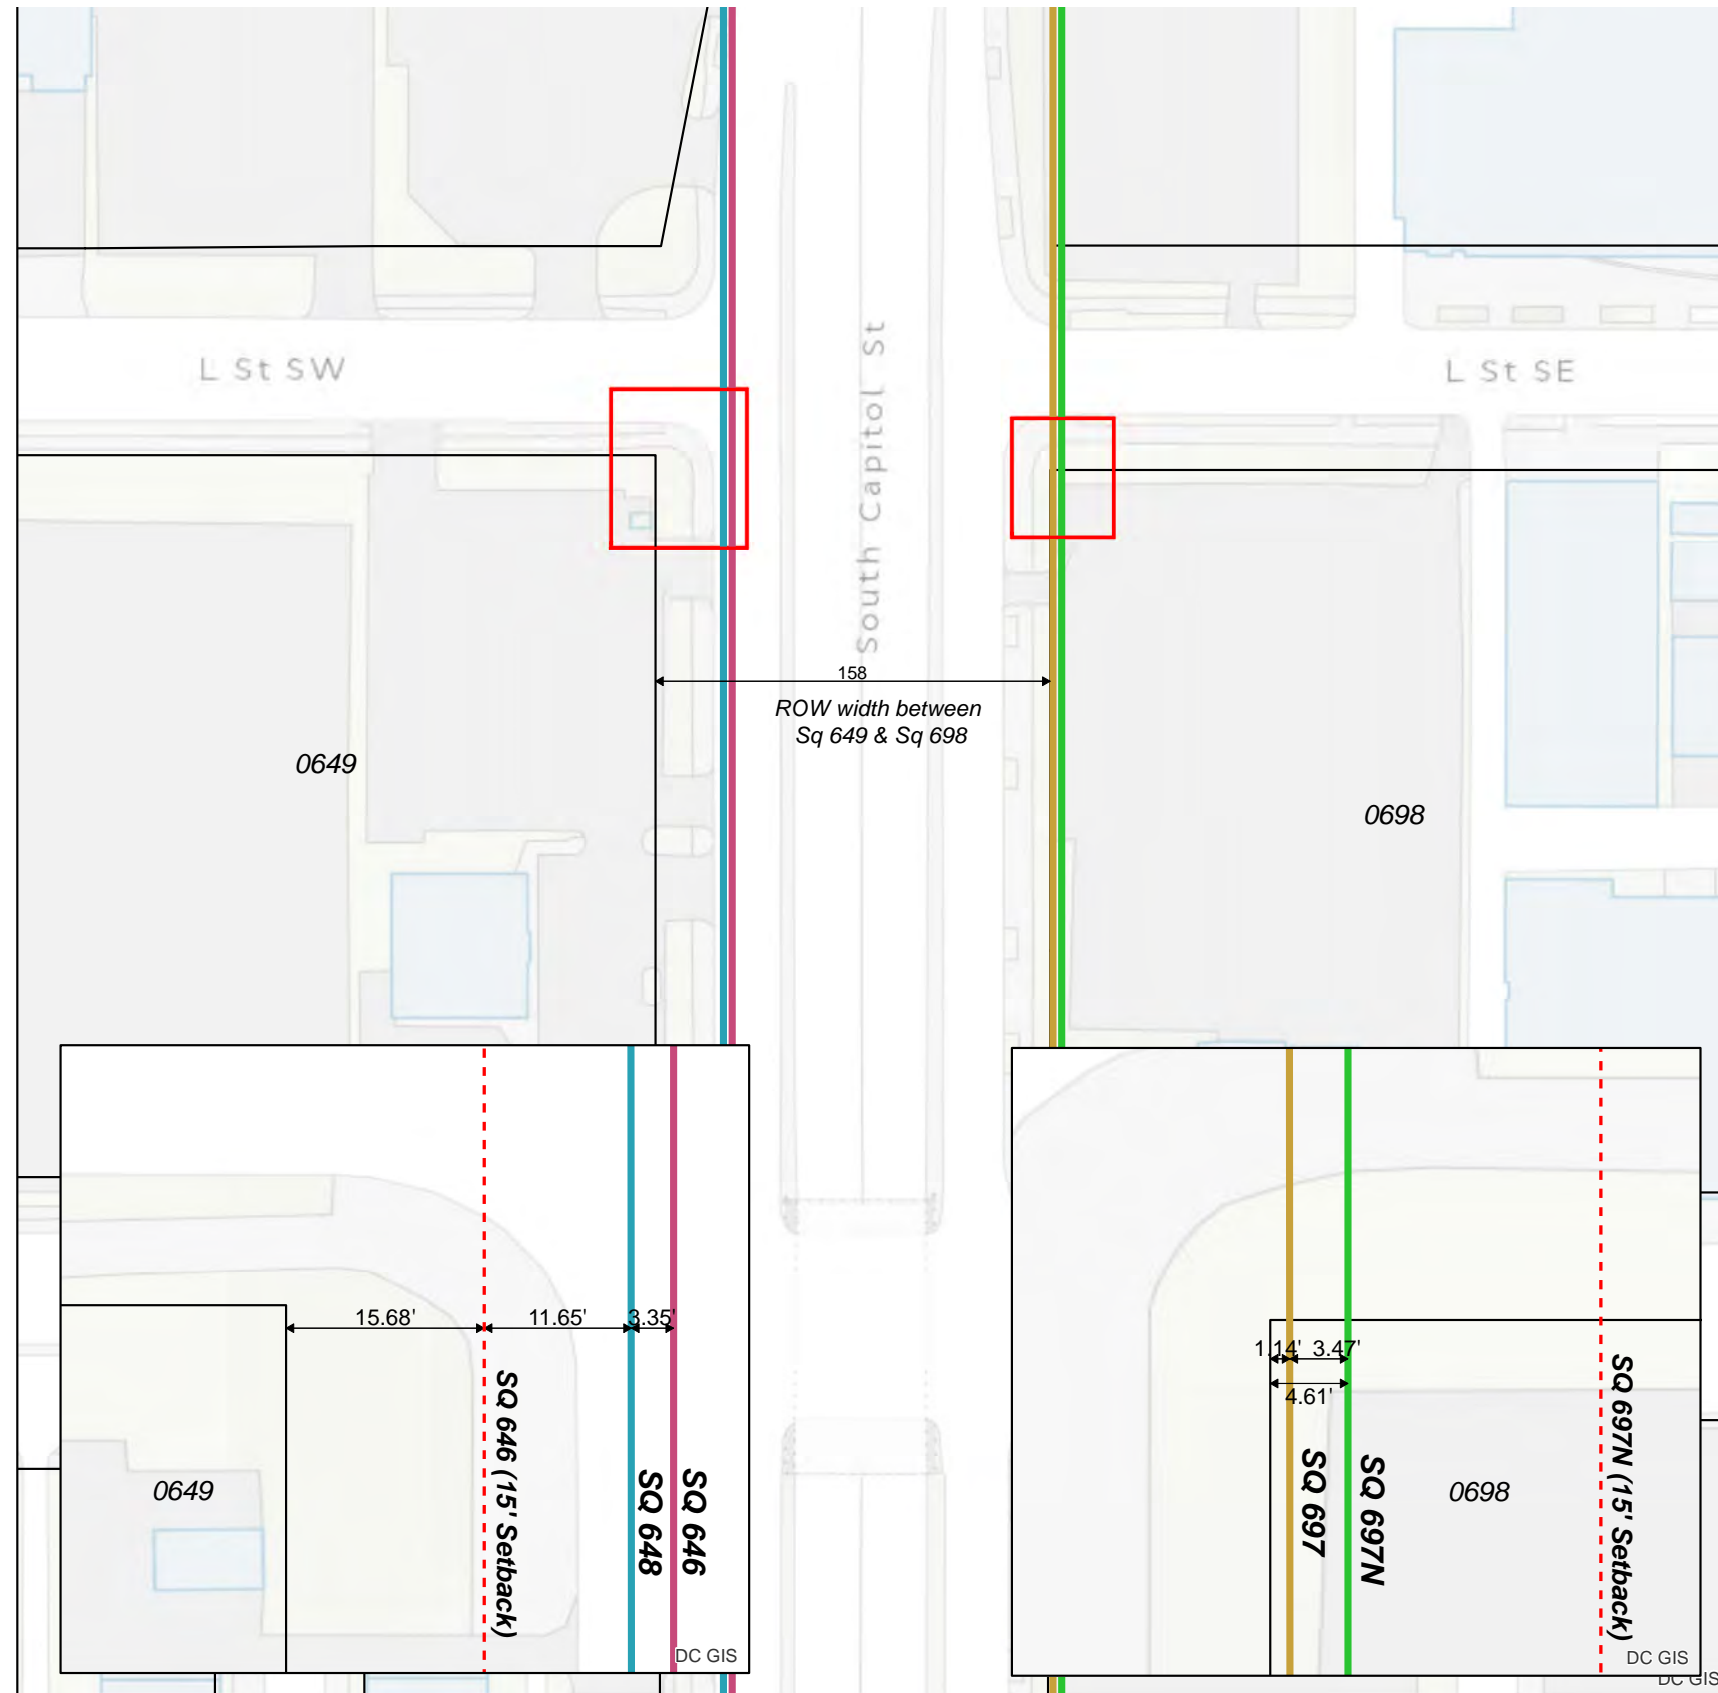 L St SW
L St SE
South Capitol St
158
ROW width between
Sq 649 & Sq 698
0649
0698
15.68'
11.65'
3.35'
SQ 646 (15' Setback)
SQ 648
SQ 646
0649
DC GIS
1.14'
3.47'
4.61'
SQ 697
SQ 697N
SQ 697N (15' Setback)
0698
DC GIS
DC GIS